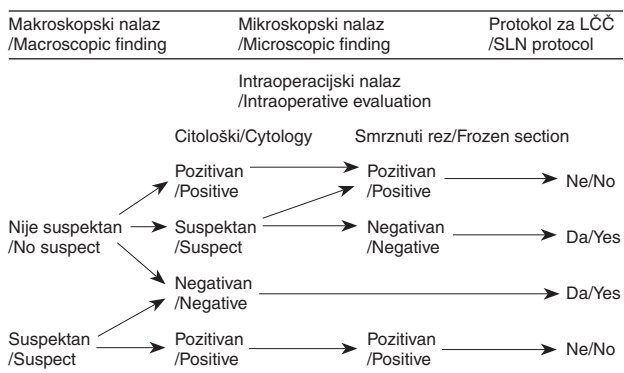 Makroskopski nalaz Mikroskopski nalaz Protokol za LČČ
/Macroscopic finding /Microscopic finding /SLN protocol
Intraoperacijski nalaz
/Intraoperative evaluation
Citološki/Cytology Smrznuti rez/Frozen section
Pozitivan Pozitivan
/Positive /Positive Ne/No
Nije suspektan Suspektan Negativan
/No suspect /Suspect /Negative Da/Yes
Negativan
/Negative Da/Yes
Suspektan Pozitivan Pozitivan
/Suspect /Positive /Positive Ne/No